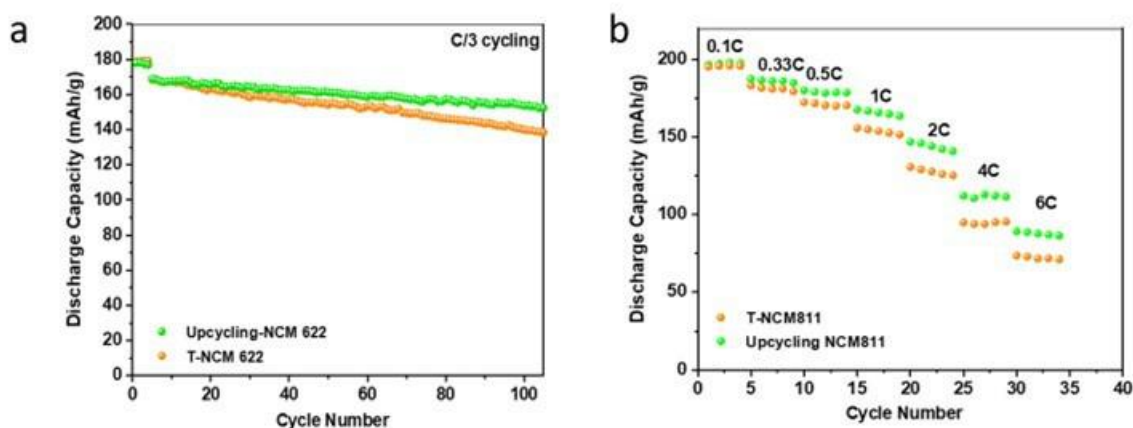 a
C/3 cycling
200
180
160
140
120
100
80
60
40
20
0
Discharge Capacity (mAh/g)
Upcycling-NCM 622
T-NCM 622
0 20 40 60 80 100
Cycle Number
b
0.1C
0.33C
0.5C
1C
2C
4C
6C
200
150
100
50
0
Discharge Capacity (mAh/g)
T-NCM811
Upcycling NCM811
0 5 10 15 20 25 30 35 40
Cycle Number